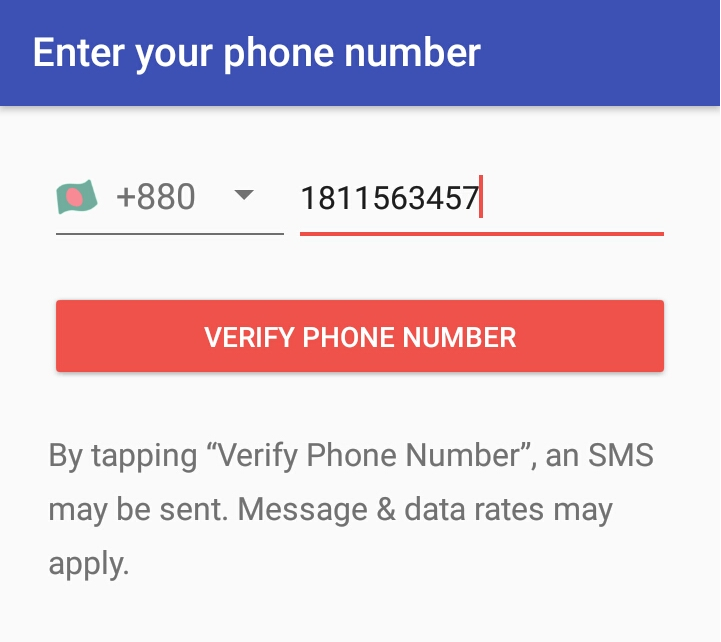 Enter your phone number
+880 1811563457
VERIFY PHONE NUMBER
By tapping “Verify Phone Number”, an SMS
may be sent. Message & data rates may
apply.